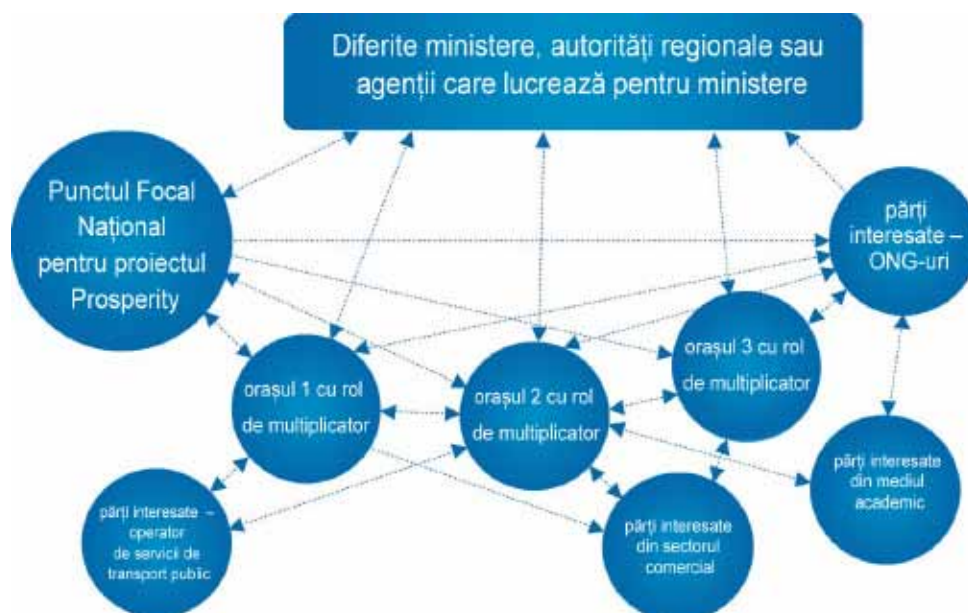 Diferite ministere, autorități regionale sau
agenții care lucrează pentru ministere
Punctul Focal
Național
pentru proiectul
Prosperity
părți
interesate –
ONG-uri
orașul 1 cu rol
de multiplicator
orașul 2 cu rol
de multiplicator
orașul 3 cu rol
de multiplicator
părți interesate –
operator
de servicii de
transport public
părți interesate
din sectorul
comercial
părți interesate
din mediul
academic